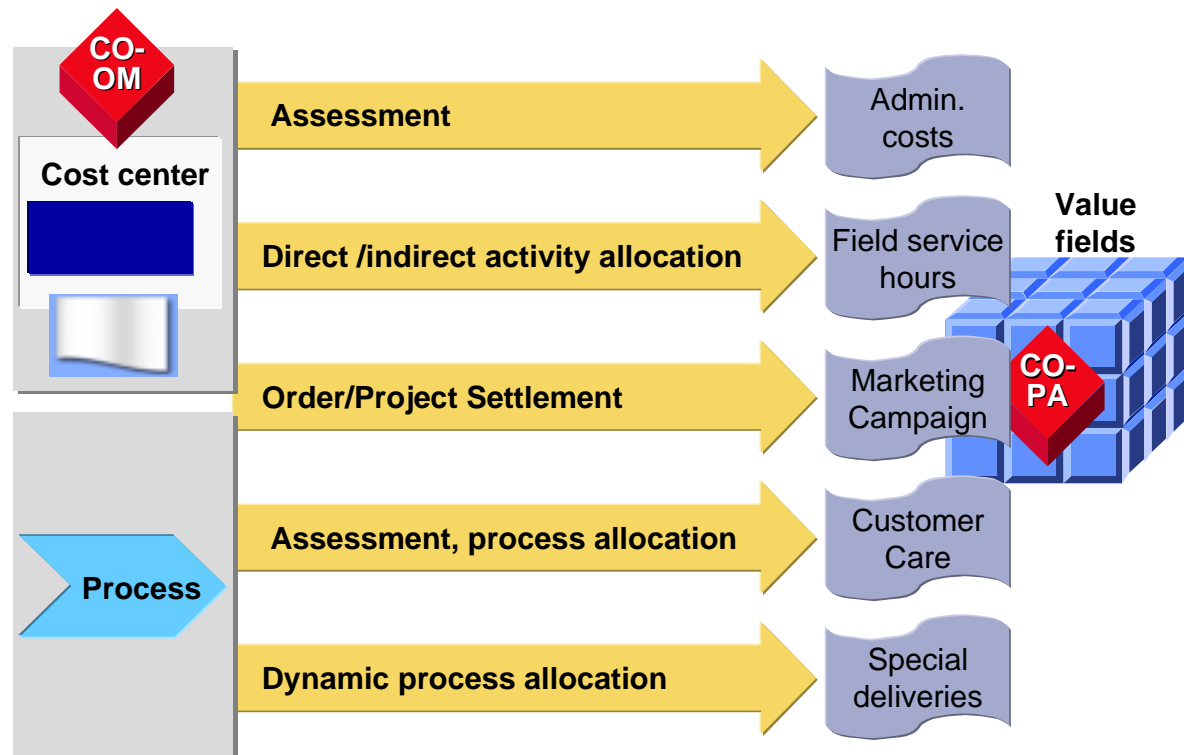 CO-
OM
Cost center
Process
Assessment
Direct /indirect activity allocation
Order/Project Settlement
Assessment, process allocation
Dynamic process allocation
Admin.
costs
Field service
hours
Marketing
Campaign
Customer
Care
Special
deliveries
Value
fields
CO-
PA